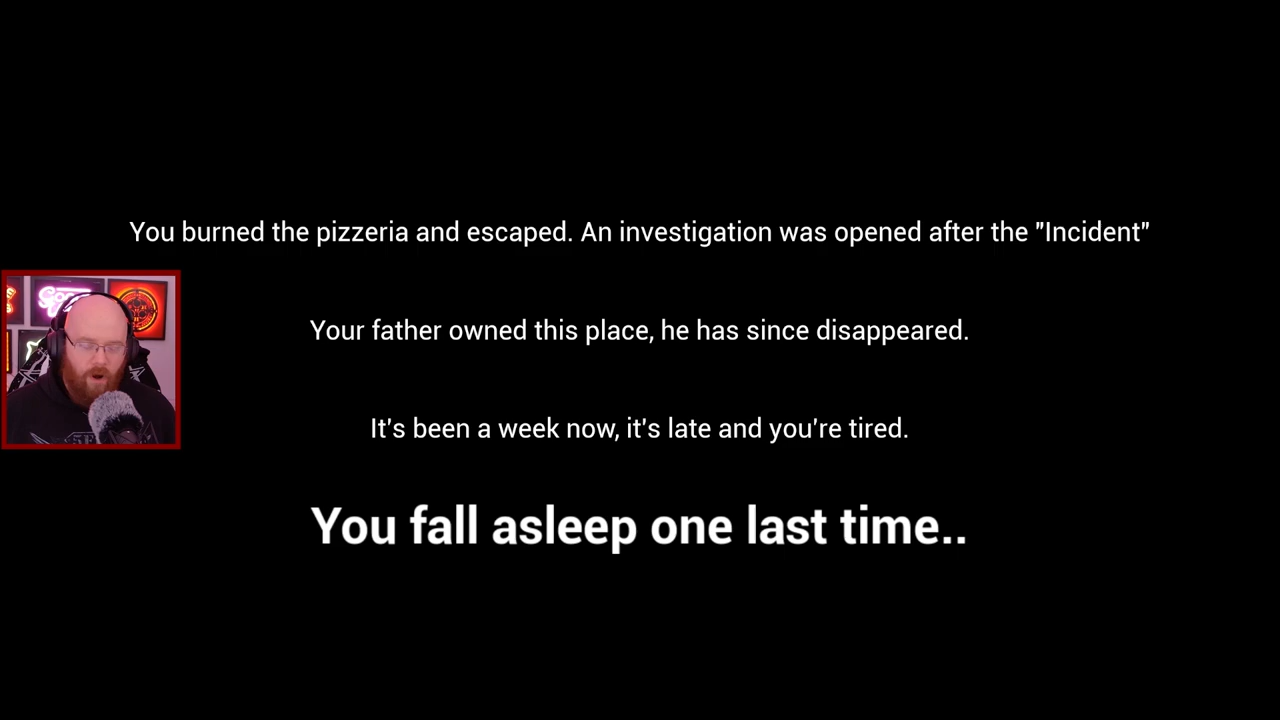 You burned the pizzeria and escaped. An investigation was opened after the "Incident"
Your father owned this place, he has since disappeared.
It's been a week now, it's late and you're tired.
You fall asleep one last time..